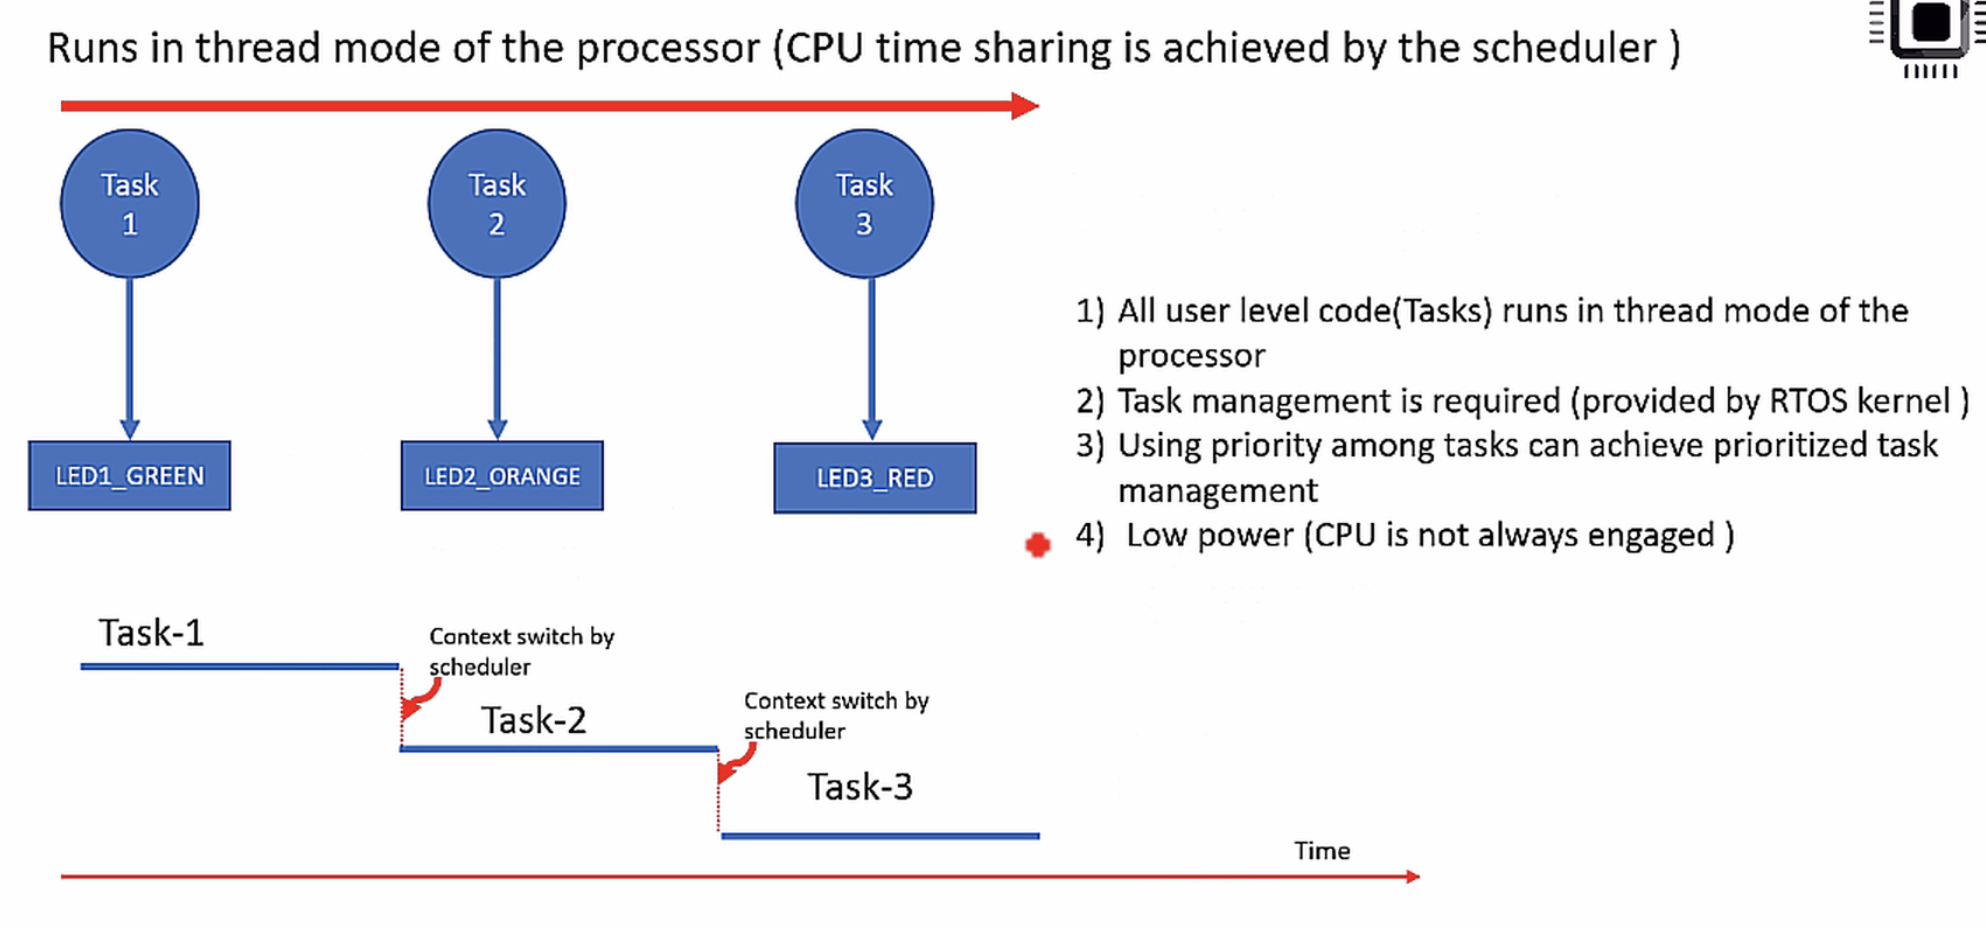 Runs in thread mode of the processor (CPU time sharing is achieved by the scheduler )
Task
1
Task
2
Task
3
LED1_GREEN
LED2_ORANGE
LED3_RED
1) All user level code(Tasks) runs in thread mode of the
processor
2) Task management is required (provided by RTOS kernel )
3) Using priority among tasks can achieve prioritized task
management
4) Low power (CPU is not always engaged )
Task-1
Context switch by
scheduler
Task-2
Context switch by
scheduler
Task-3
Time